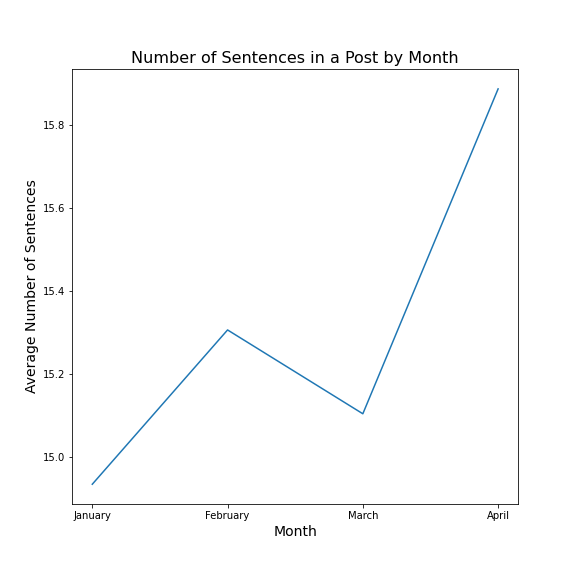 Number of Sentences in a Post by Month
Average Number of Sentences
15.8
15.6
15.4
15.2
15.0
January February March April
Month